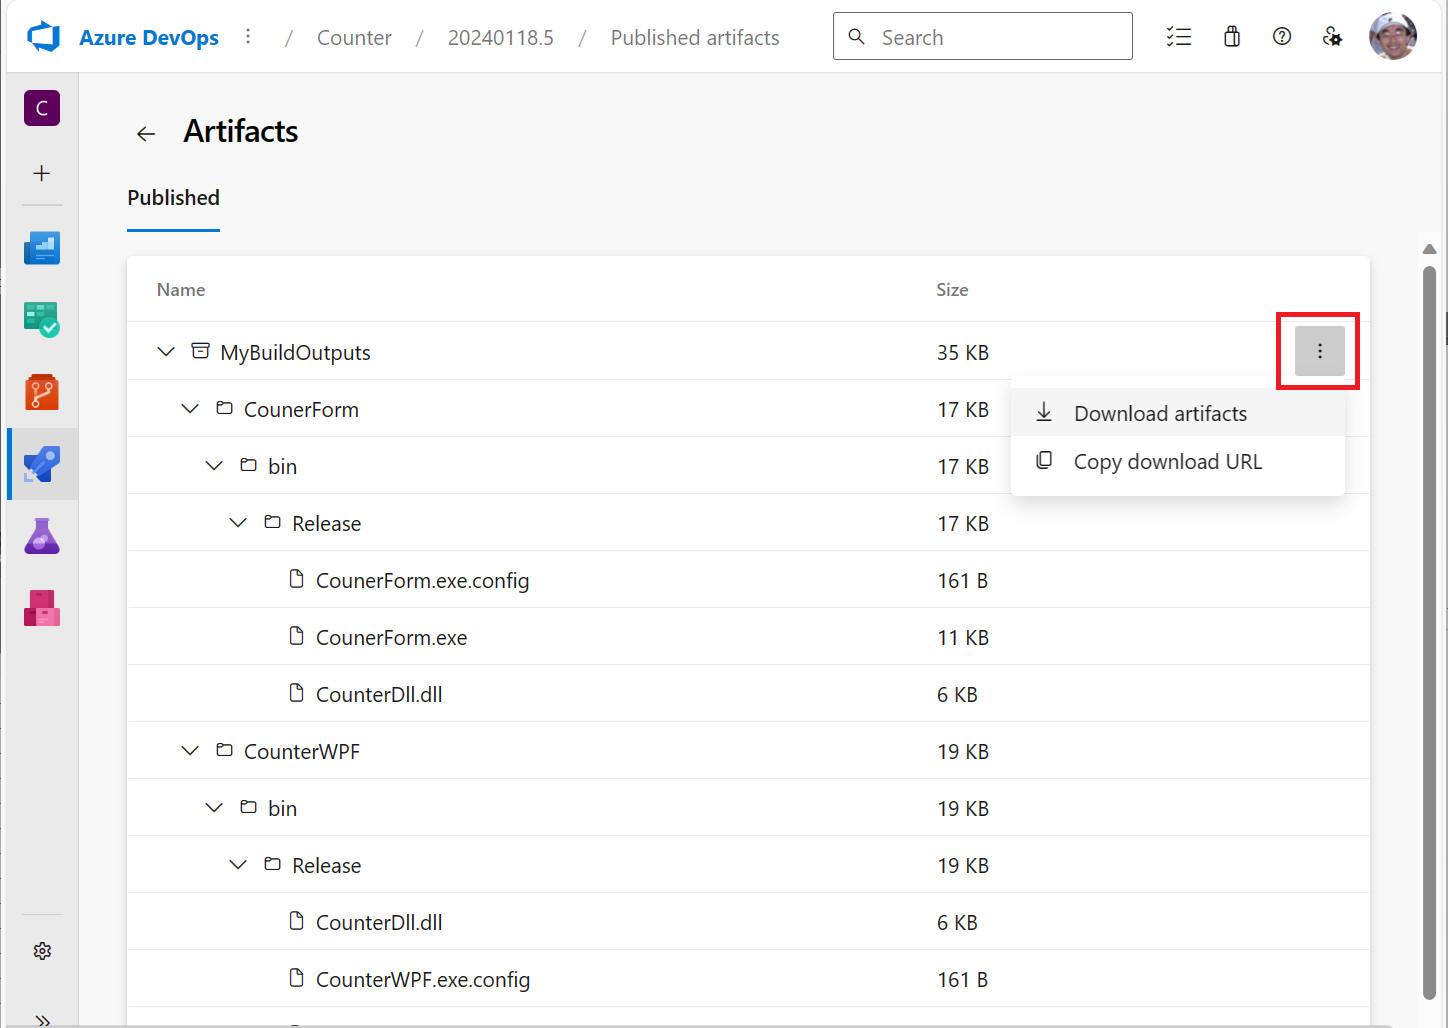 Azure DevOps / Counter / 20240118.5 / Published artifacts Search
C
Artifacts
Published
Name Size
MyBuildOutputs 35 KB
CounerForm 17 KB
Download artifacts
bin 17 KB
Copy download URL
Release 17 KB
CounerForm.exe.config 161 B
CounerForm.exe 11 KB
CounterDll.dll 6 KB
CounterWPF 19 KB
bin 19 KB
Release 19 KB
CounterDll.dll 6 KB
CounterWPF.exe.config 161 B